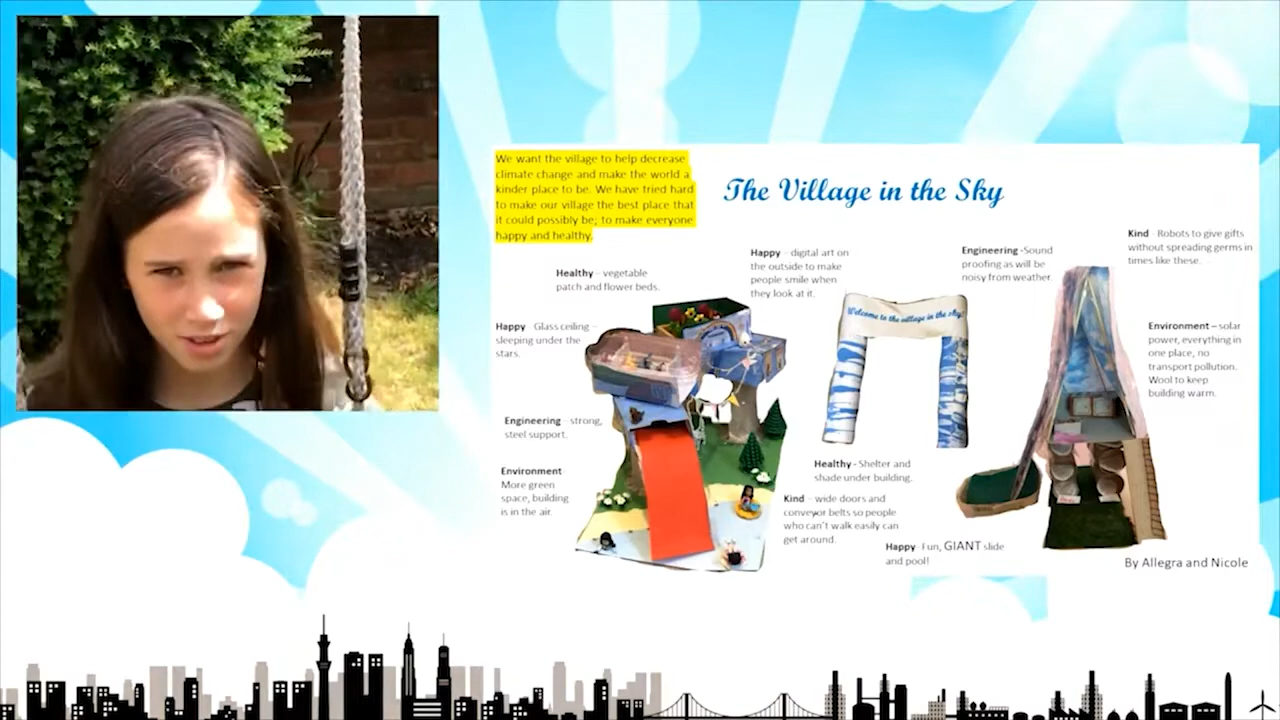 We want the village to help decrease
climate change and make the world a
kinder place to be. We have tried hard
to make our village the best place that
it could possibly be; to make everyone
happy and healthy.
The Village in the Sky
Healthy – vegetable
patch and flower beds.
Happy – digital art on
the outside to make
people smile when
they look at it.
Engineering -Sound
proofing as will be
noisy from weather.
Kind - Robots to give gifts
without spreading germs in
times like these.
Happy - Glass ceiling –
sleeping under the
stars.
Welcome to the village in the sky!
Environment – solar
power, everything in
one place, no
transport pollution.
Wool to keep
building warm.
Engineering – strong,
steel support.
Environment
More green
space, building
is in the air.
Healthy - Shelter and
shade under building.
Kind – wide doors and
conveyor belts so people
who can't walk easily can
get around.
Happy - Fun, GIANT slide
and pool!
By Allegra and Nicole